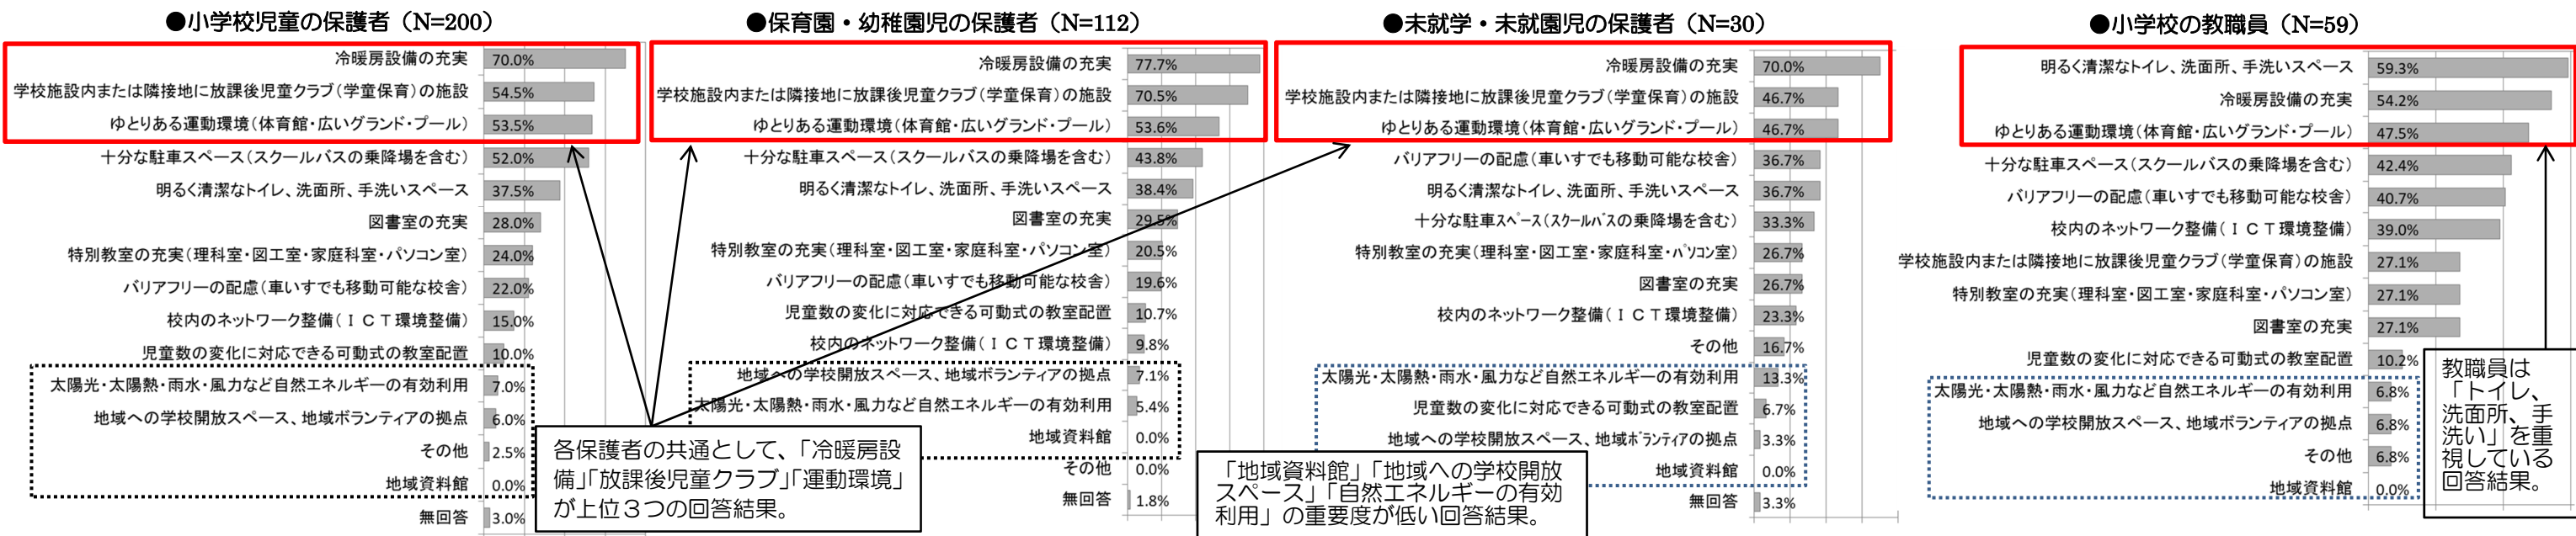 ●小学校児童の保護者（N=200）
冷暖房設備の充実 70.0%
学校施設内または隣接地に放課後児童クラブ（学童保育）の施設 54.5%
ゆとりある運動環境（体育館・広いグランド・プール） 53.5%
十分な駐車スペース（スクールバスの乗降場を含む） 52.0%
明るく清潔なトイレ、洗面所、手洗いスペース 37.5%
図書室の充実 28.0%
特別教室の充実（理科室・図工室・家庭科室・パソコン室） 24.0%
バリアフリーの配慮（車いすでも移動可能な校舎） 22.0%
校内のネットワーク整備（ＩＣＴ環境整備） 15.0%
児童数の変化に対応できる可動式の教室配置 10.0%
太陽光・太陽熱・雨水・風力など自然エネルギーの有効利用 7.0%
地域への学校開放スペース、地域ボランティアの拠点 6.0%
その他 2.5%
地域資料館 0.0%
無回答 3.0%
●保育園・幼稚園児の保護者（N=112）
冷暖房設備の充実 77.7%
学校施設内または隣接地に放課後児童クラブ（学童保育）の施設 70.5%
ゆとりある運動環境（体育館・広いグランド・プール） 53.6%
十分な駐車スペース（スクールバスの乗降場を含む） 43.8%
明るく清潔なトイレ、洗面所、手洗いスペース 38.4%
図書室の充実 29.5%
特別教室の充実（理科室・図工室・家庭科室・パソコン室） 20.5%
バリアフリーの配慮（車いすでも移動可能な校舎） 19.6%
児童数の変化に対応できる可動式の教室配置 10.7%
校内のネットワーク整備（ＩＣＴ環境整備） 9.8%
地域への学校開放スペース、地域ボランティアの拠点 7.1%
太陽光・太陽熱・雨水・風力など自然エネルギーの有効利用 5.4%
地域資料館 0.0%
その他 0.0%
無回答 1.8%
●未就学・未就園児の保護者（N=30）
冷暖房設備の充実 70.0%
学校施設内または隣接地に放課後児童クラブ（学童保育）の施設 46.7%
ゆとりある運動環境（体育館・広いグランド・プール） 46.7%
バリアフリーの配慮（車いすでも移動可能な校舎） 36.7%
明るく清潔なトイレ、洗面所、手洗いスペース 36.7%
十分な駐車スペース（スクールバスの乗降場を含む） 33.3%
特別教室の充実（理科室・図工室・家庭科室・パソコン室） 26.7%
図書室の充実 26.7%
校内のネットワーク整備（ＩＣＴ環境整備） 23.3%
その他 16.7%
太陽光・太陽熱・雨水・風力など自然エネルギーの有効利用 13.3%
児童数の変化に対応できる可動式の教室配置 6.7%
地域への学校開放スペース、地域ボランティアの拠点 3.3%
地域資料館 0.0%
無回答 3.3%
●小学校の教職員（N=59）
明るく清潔なトイレ、洗面所、手洗いスペース 59.3%
冷暖房設備の充実 54.2%
ゆとりある運動環境（体育館・広いグランド・プール） 47.5%
十分な駐車スペース（スクールバスの乗降場を含む） 42.4%
バリアフリーの配慮（車いすでも移動可能な校舎） 40.7%
校内のネットワーク整備（ＩＣＴ環境整備） 39.0%
学校施設内または隣接地に放課後児童クラブ（学童保育）の施設 27.1%
特別教室の充実（理科室・図工室・家庭科室・パソコン室） 27.1%
図書室の充実 27.1%
児童数の変化に対応できる可動式の教室配置 10.2%
太陽光・太陽熱・雨水・風力など自然エネルギーの有効利用 6.8%
地域への学校開放スペース、地域ボランティアの拠点 6.8%
その他 6.8%
地域資料館 0.0%
各保護者の共通として、「冷暖房設
備」「放課後児童クラブ」「運動環境」
が上位３つの回答結果。
「地域資料館」「地域への学校開放
スペース」「自然エネルギーの有効
利用」の重要度が低い回答結果。
教職員は
「トイレ、
洗面所、手
洗い」を重
視している
回答結果。